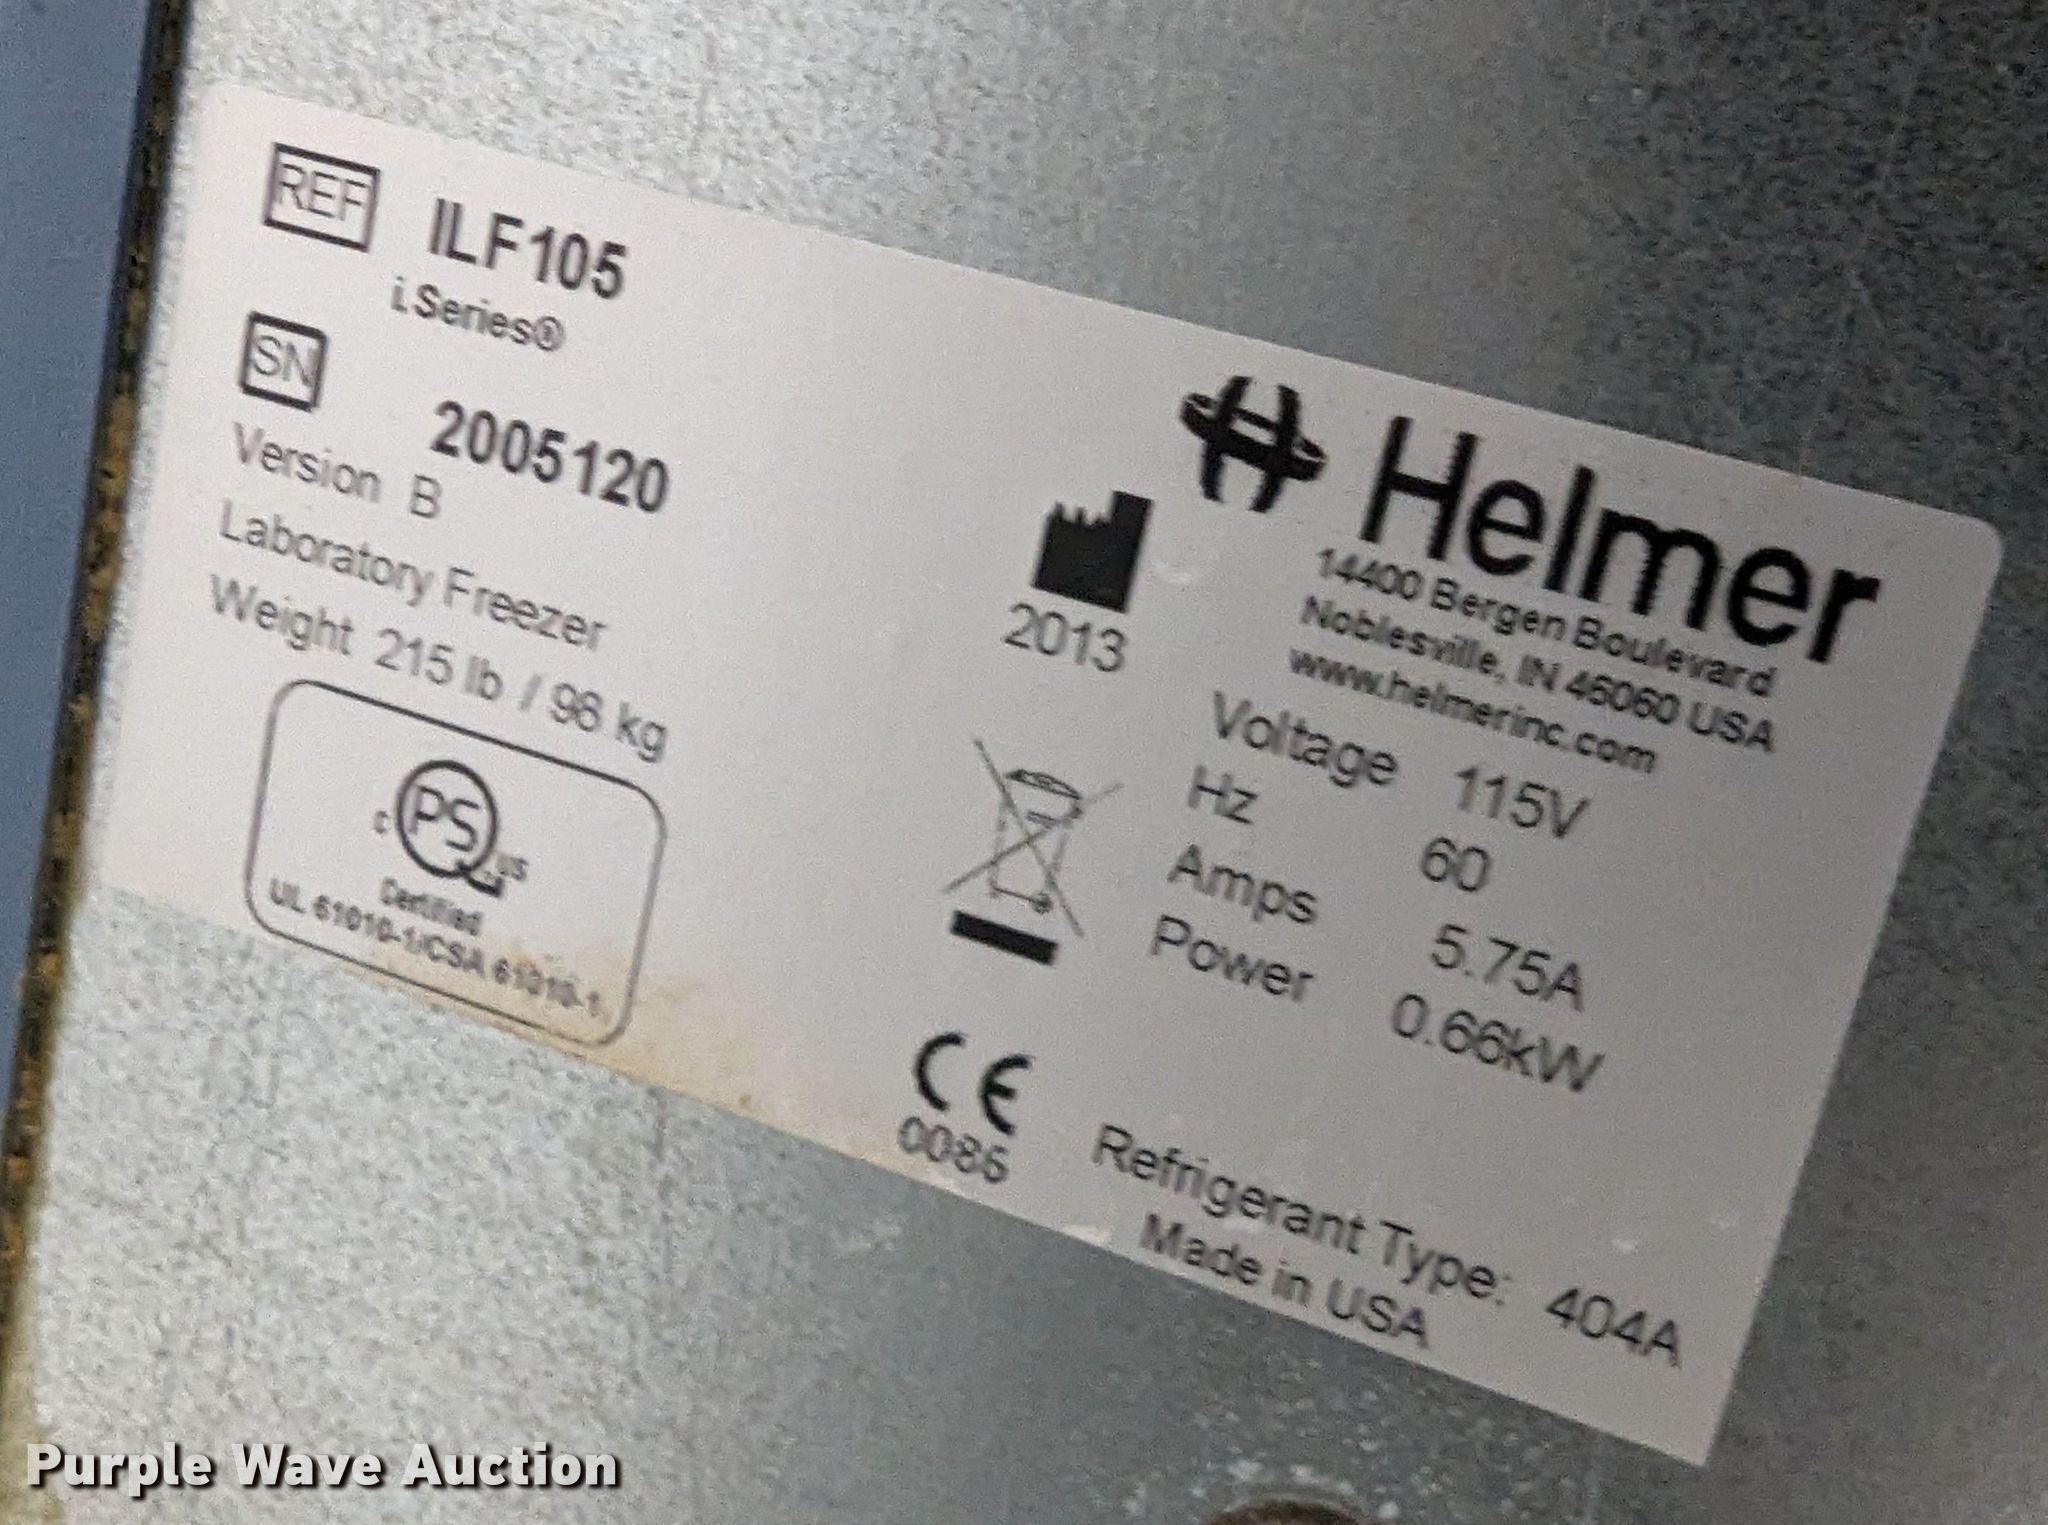 REF ILF105
i.Series®
SN 2005120
Version B
Laboratory Freezer
Weight 215 lb / 98 kg
c PS us
Certified
UL 61010-1/CSA 61010-1
2013
Helmer
14400 Bergen Boulevard
Noblesville, IN 46060 USA
www.helmerinc.com
Voltage 115V
Hz 60
Amps 5.75A
Power 0.66kW
CE
0086
Refrigerant Type: 404A
Made in USA
Purple Wave Auction